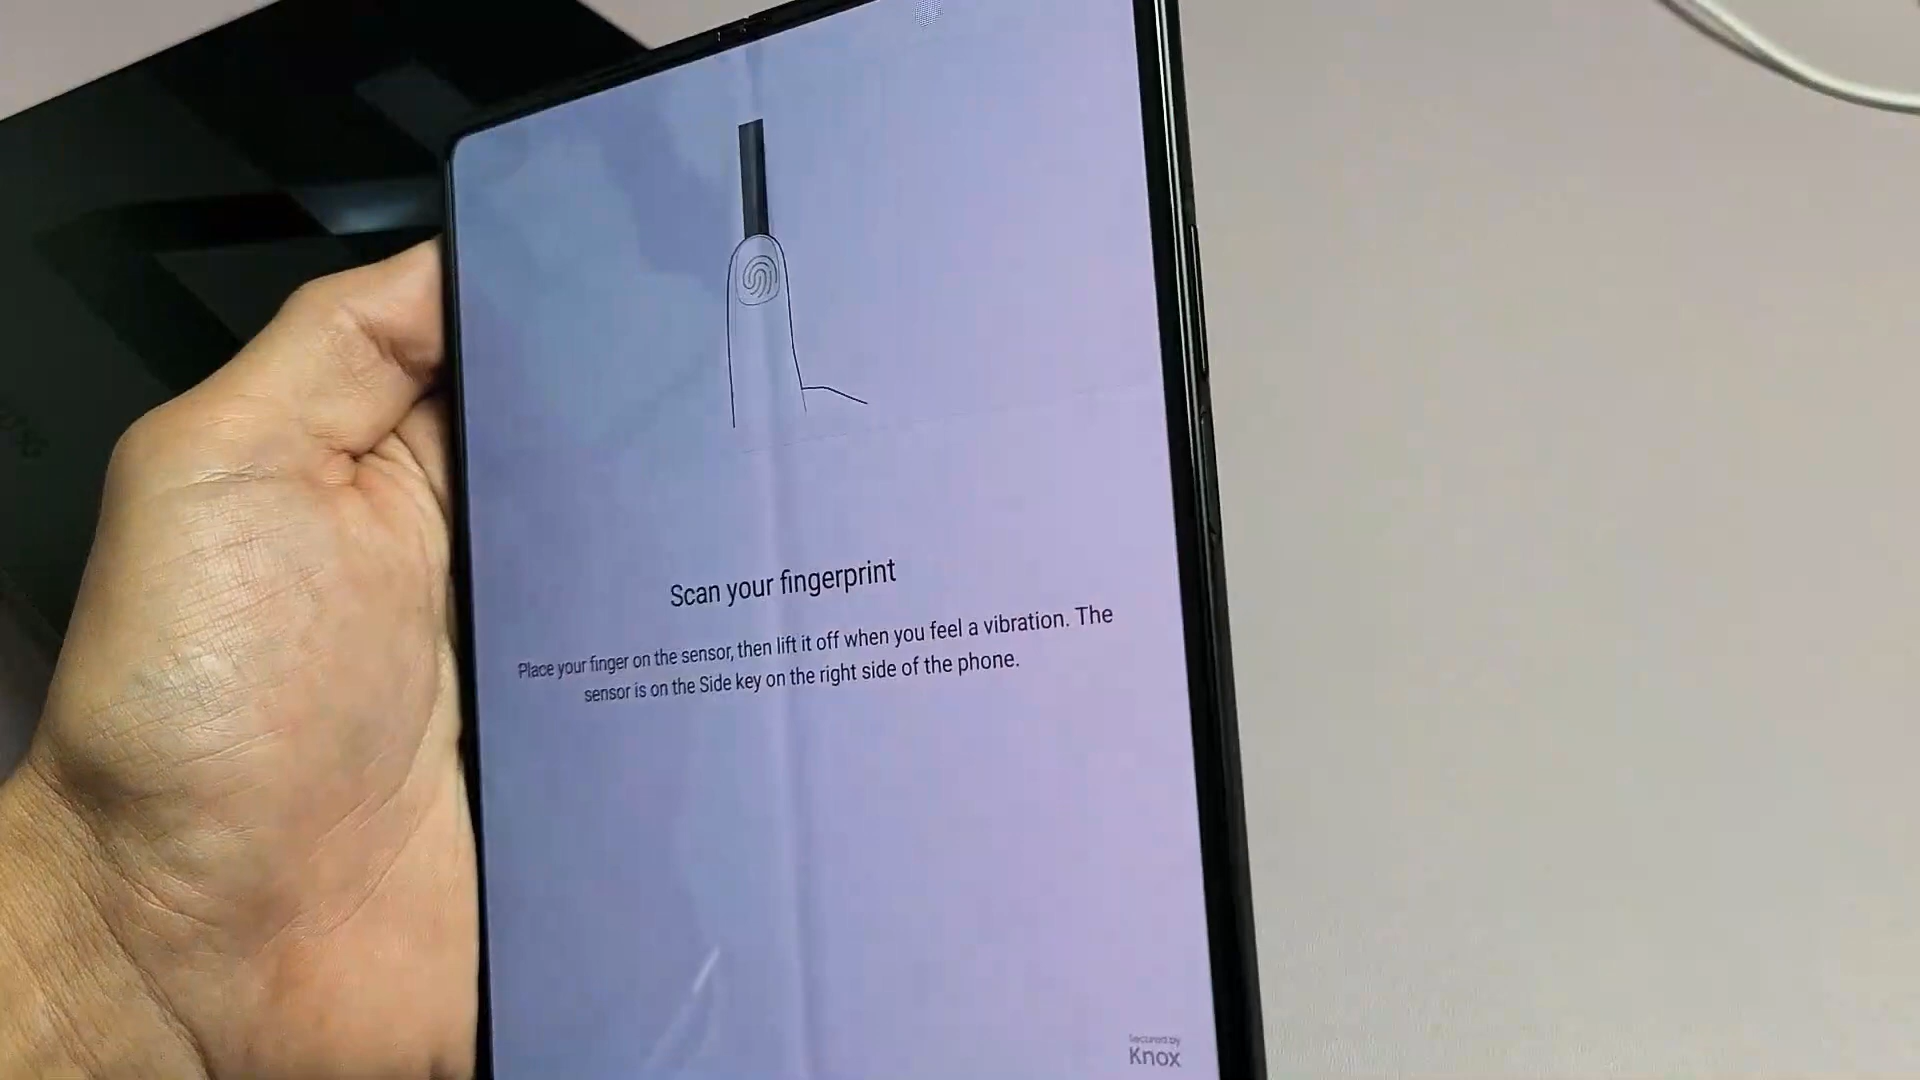 Scan your fingerprint
Place your finger on the sensor, then lift it off when you feel a vibration. The
sensor is on the Side key on the right side of the phone.
Secured by
Knox